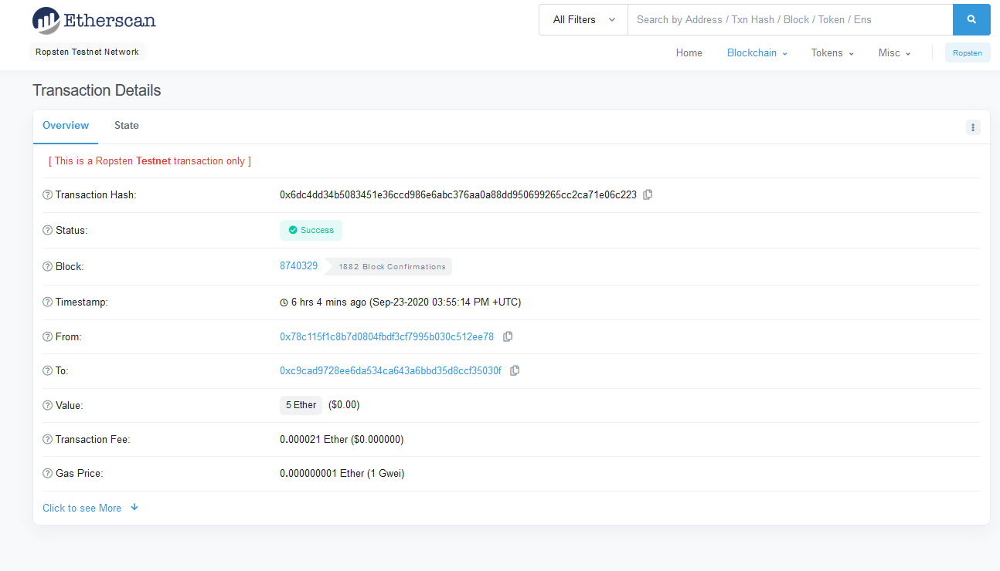 Etherscan
All Filters
Search by Address / Txn Hash / Block / Token / Ens
Ropsten Testnet Network
Home Blockchain Tokens Misc Ropsten
Transaction Details
Overview State
[ This is a Ropsten Testnet transaction only ]
Transaction Hash: 0x6dc4dd34b5083451e36ccd986e6abc376aa0a88dd950699265cc2ca71e06c223
Status: Success
Block: 8740329 1882 Block Confirmations
Timestamp: 6 hrs 4 mins ago (Sep-23-2020 03:55:14 PM +UTC)
From: 0x78c115f1c8b7d0804fbdf3cf7995b030c512ee78
To: 0xc9cad9728ee6da534ca643a6bbd35d8ccf35030f
Value: 5 Ether ($0.00)
Transaction Fee: 0.000021 Ether ($0.000000)
Gas Price: 0.000000001 Ether (1 Gwei)
Click to see More